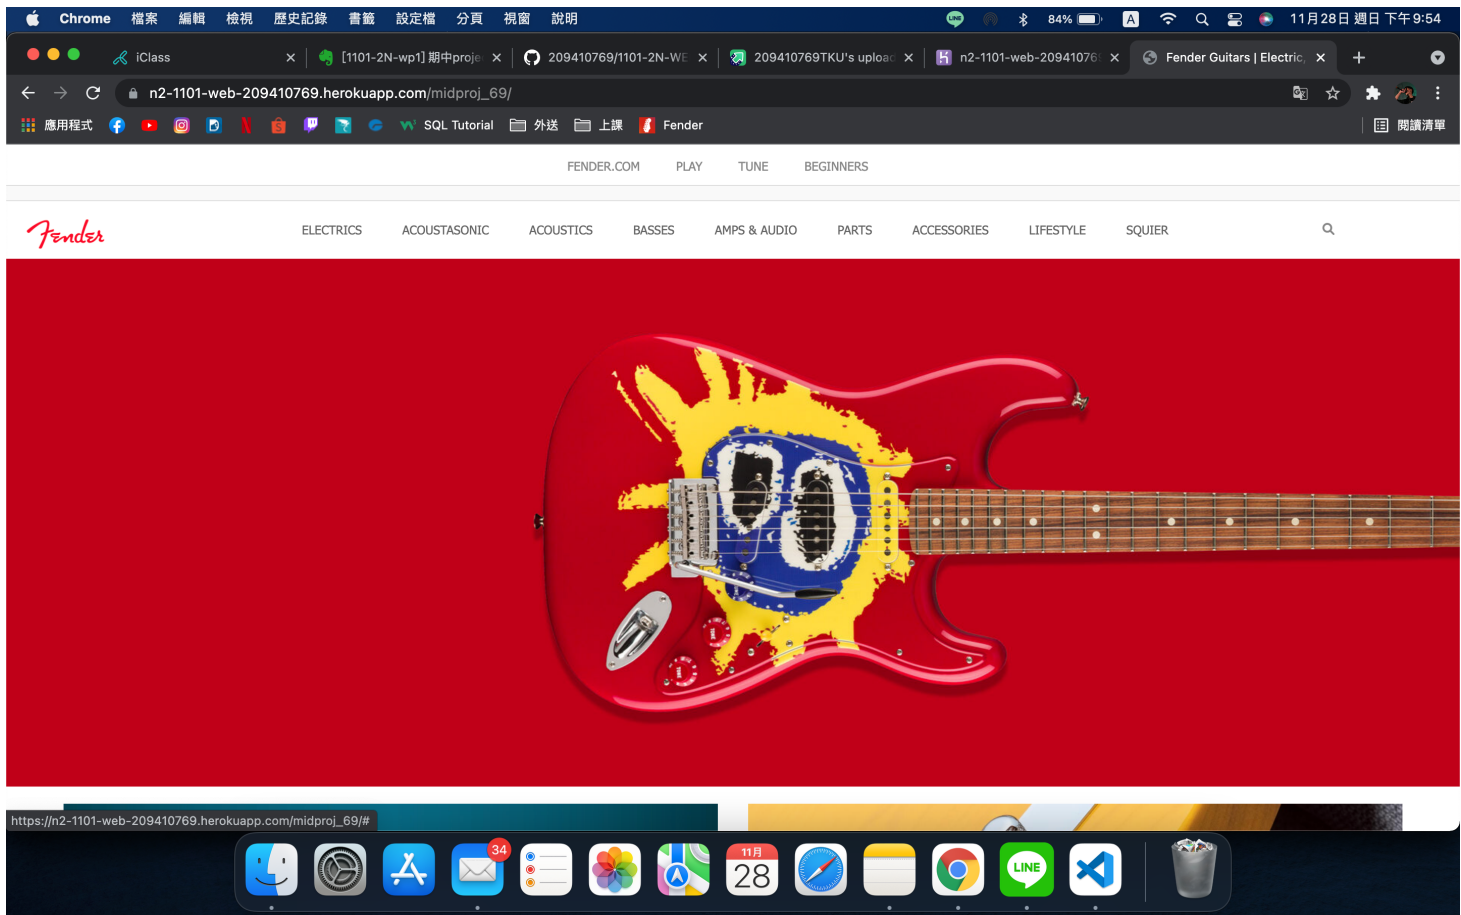 Chrome 檔案 編輯 檢視 歷史記錄 書籤 設定檔 分頁 視窗 說明 LINE 84% A 11月28日 週日 下午9:54
iClass [1101-2N-wp1] 期中proje 209410769/1101-2N-WE 209410769TKU's upload n2-1101-web-20941076 Fender Guitars | Electric,
n2-1101-web-209410769.herokuapp.com/midproj_69/
應用程式 SQL Tutorial 外送 上課 Fender 閱讀清單
FENDER.COM PLAY TUNE BEGINNERS
Fender ELECTRICS ACOUSTASONIC ACOUSTICS BASSES AMPS & AUDIO PARTS ACCESSORIES LIFESTYLE SQUIER
TONE
https://n2-1101-web-209410769.herokuapp.com/midproj_69/#
34
11月
28
LINE